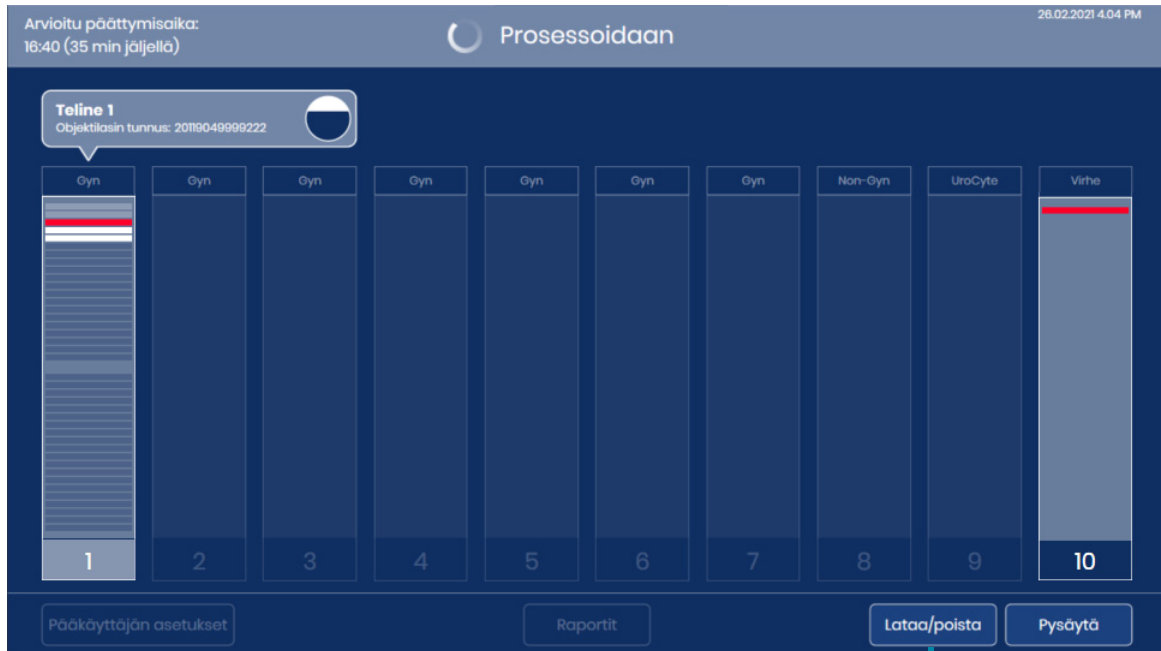 Arvioitu päättymisaika:
16:40 (35 min jäljellä)
Prosessoidaan
26.02.2021 4.04 PM
Teline 1
Objektilasin tunnus: 20119049999222
Gyn Gyn Gyn Gyn Gyn Gyn Gyn Non-Gyn UroCyte Virhe
1 2 3 4 5 6 7 8 9 10
Pääkäyttäjän asetukset Raportit Lataa/poista Pysäytä